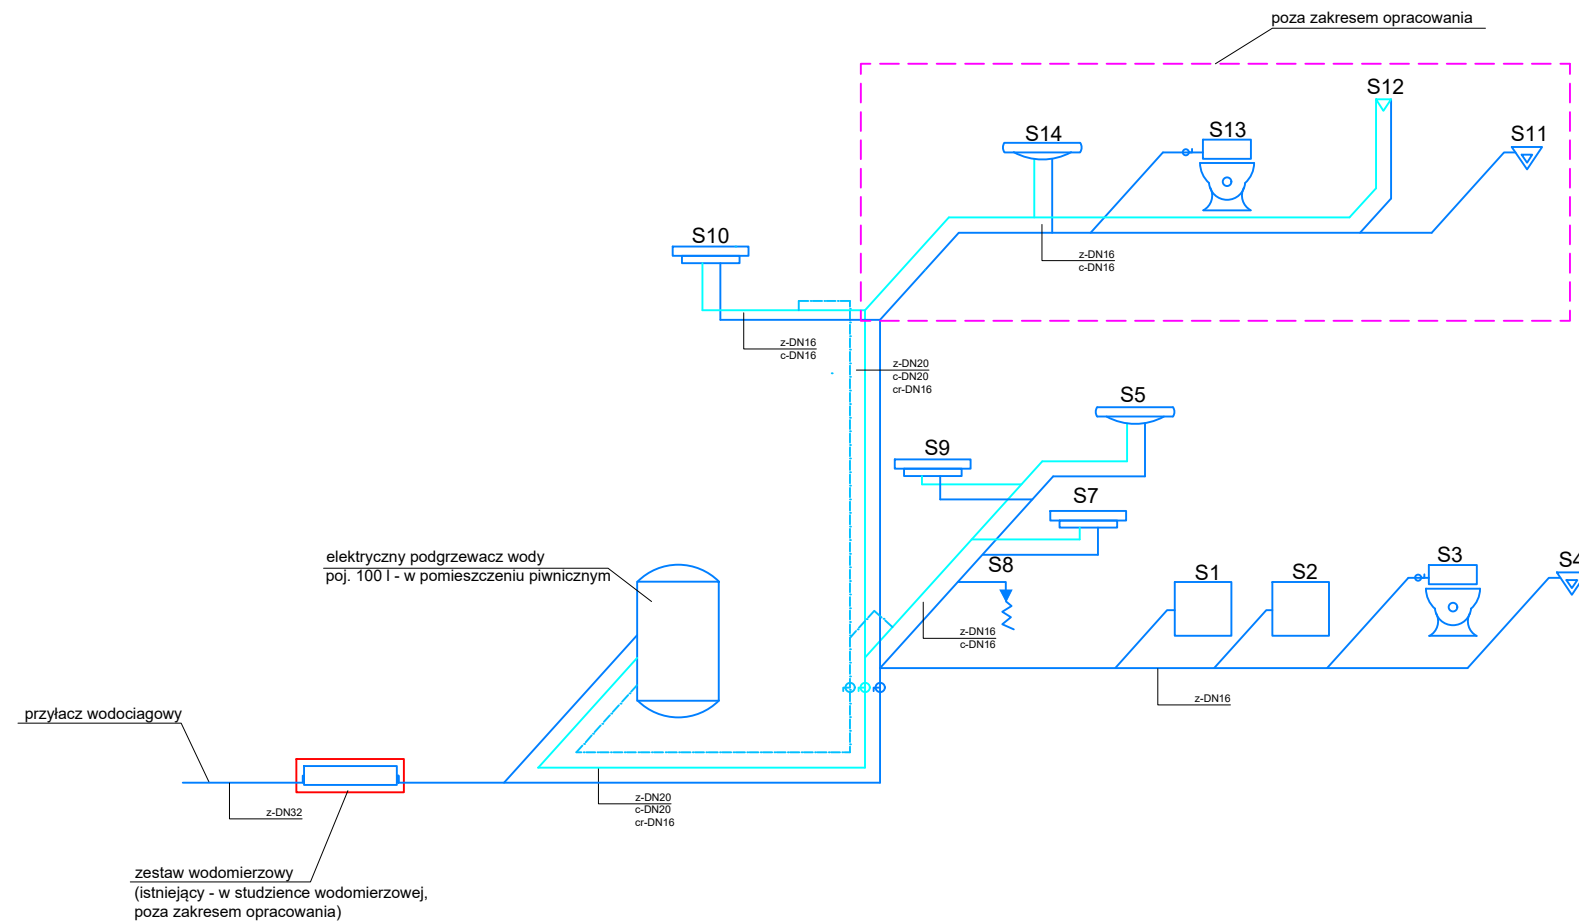 poza zakresem opracowania
S12
S14
S13
S11
S10
z-DN16
c-DN16
z-DN16
c-DN16
z-DN20
c-DN20
cr-DN16
S5
S9
S7
elektryczny podgrzewacz wody
poj. 100 l - w pomieszczeniu piwnicznym
S8
S1
S2
S3
S4
z-DN16
c-DN16
z-DN16
przyłacz wodociagowy
z-DN32
z-DN20
c-DN20
cr-DN16
zestaw wodomierzowy
(istniejący - w studzience wodomierzowej,
poza zakresem opracowania)